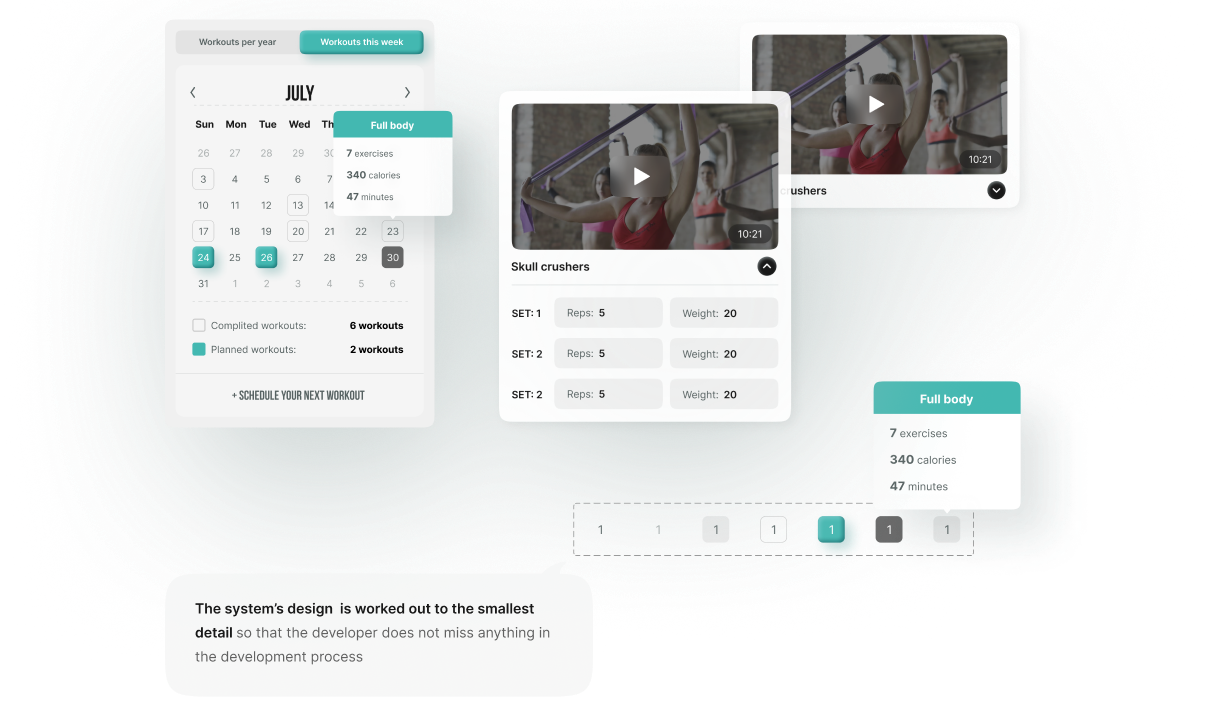 Workouts per year Workouts this week
JULY
Sun Mon Tue Wed Th
26 27 28 29 30
3 4 5 6 7
10 11 12 13 14
17 18 19 20 21 22 23
24 25 26 27 28 29 30
31 1 2 3 4 5 6
Complited workouts: 6 workouts
Planned workouts: 2 workouts
+ SCHEDULE YOUR NEXT WORKOUT
Full body
7 exercises
340 calories
47 minutes
10:21
Skull crushers
SET: 1 Reps: 5 Weight: 20
SET: 2 Reps: 5 Weight: 20
SET: 2 Reps: 5 Weight: 20
10:21
crushers
Full body
7 exercises
340 calories
47 minutes
1 1 1 1 1 1 1
The system’s design is worked out to the smallest
detail so that the developer does not miss anything in
the development process